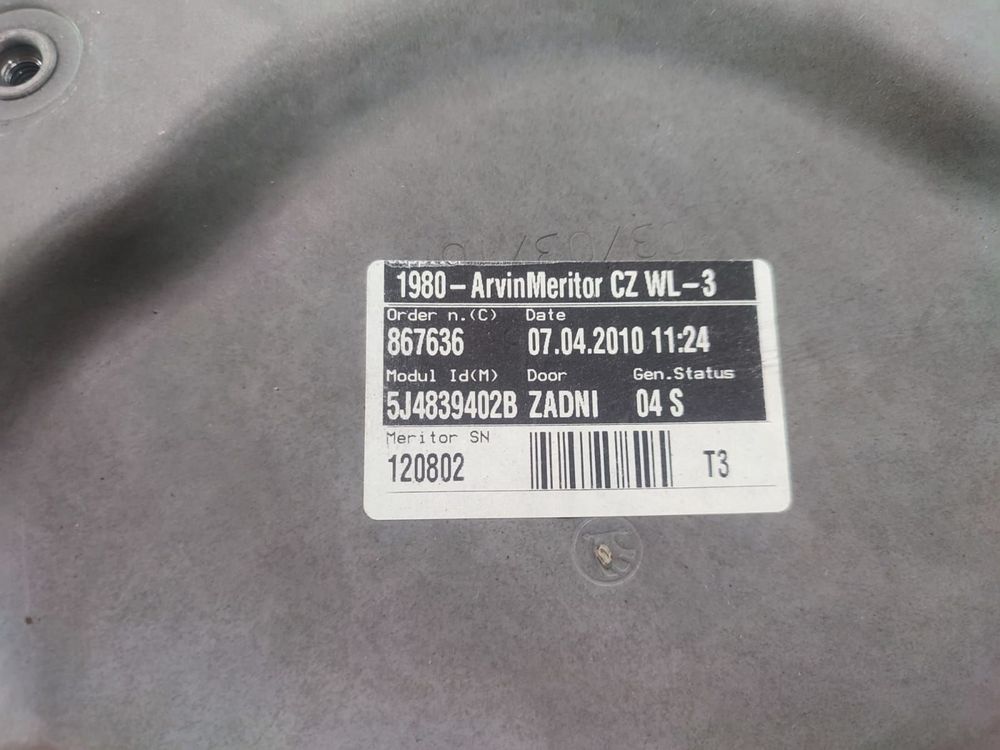 1980-ArvinMeritor CZ WL-3
Order n.(C) Date
867636 07.04.2010 11:24
Modul Id(M) Door Gen.Status
5J4839402B ZADNI 04 S
Meritor SN
120802 T3